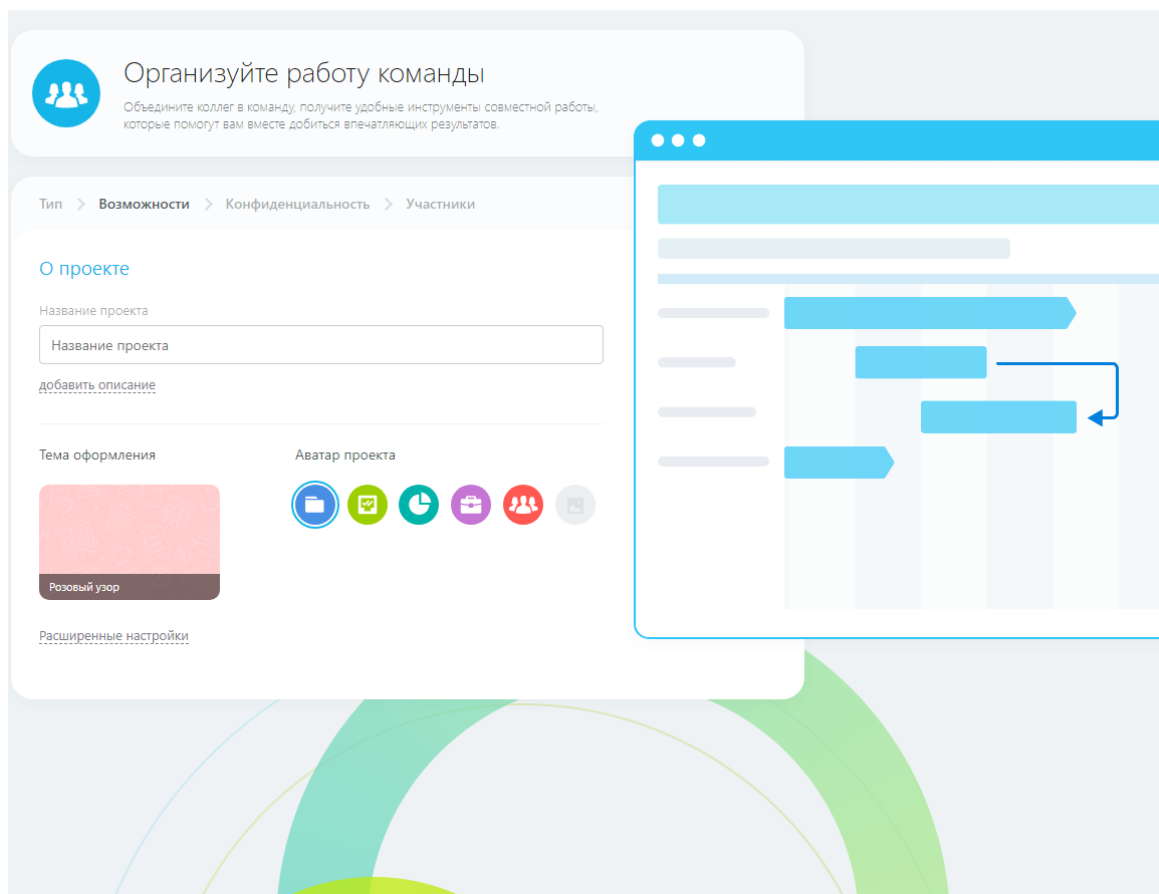 Организуйте работу команды
Объедините коллег в команду, получите удобные инструменты совместной работы,
которые помогут вам вместе добиться впечатляющих результатов.
Тип > Возможности > Конфиденциальность > Участники
О проекте
Название проекта
Название проекта
добавить описание
Тема оформления
Аватар проекта
Розовый узор
Расширенные настройки